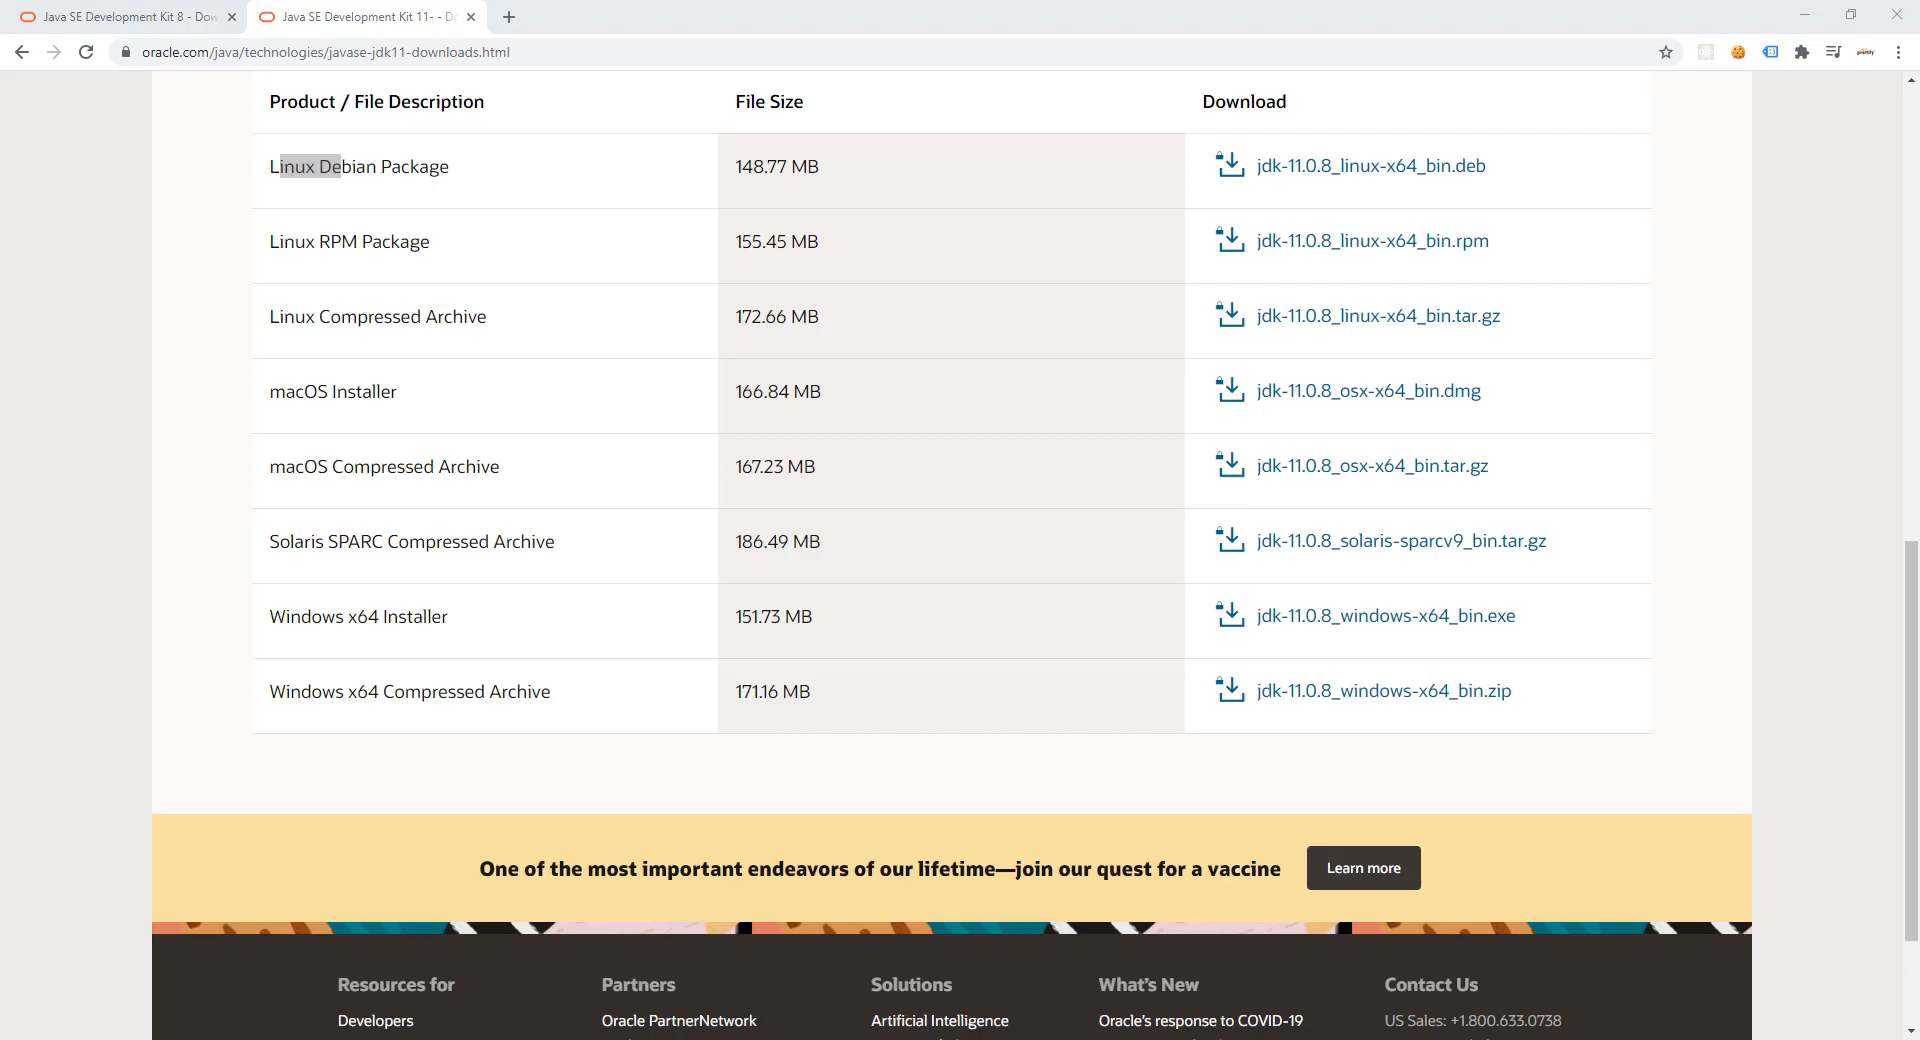 Java SE Development Kit 8 - Dow
Java SE Development Kit 11- - Do
oracle.com/java/technologies/javase-jdk11-downloads.html
Product / File Description File Size Download
Linux Debian Package 148.77 MB jdk-11.0.8_linux-x64_bin.deb
Linux RPM Package 155.45 MB jdk-11.0.8_linux-x64_bin.rpm
Linux Compressed Archive 172.66 MB jdk-11.0.8_linux-x64_bin.tar.gz
macOS Installer 166.84 MB jdk-11.0.8_osx-x64_bin.dmg
macOS Compressed Archive 167.23 MB jdk-11.0.8_osx-x64_bin.tar.gz
Solaris SPARC Compressed Archive 186.49 MB jdk-11.0.8_solaris-sparcv9_bin.tar.gz
Windows x64 Installer 151.73 MB jdk-11.0.8_windows-x64_bin.exe
Windows x64 Compressed Archive 171.16 MB jdk-11.0.8_windows-x64_bin.zip
One of the most important endeavors of our lifetime—join our quest for a vaccine Learn more
Resources for Partners Solutions What's New Contact Us
Developers Oracle PartnerNetwork Artificial Intelligence Oracle's response to COVID-19 US Sales: +1.800.633.0738